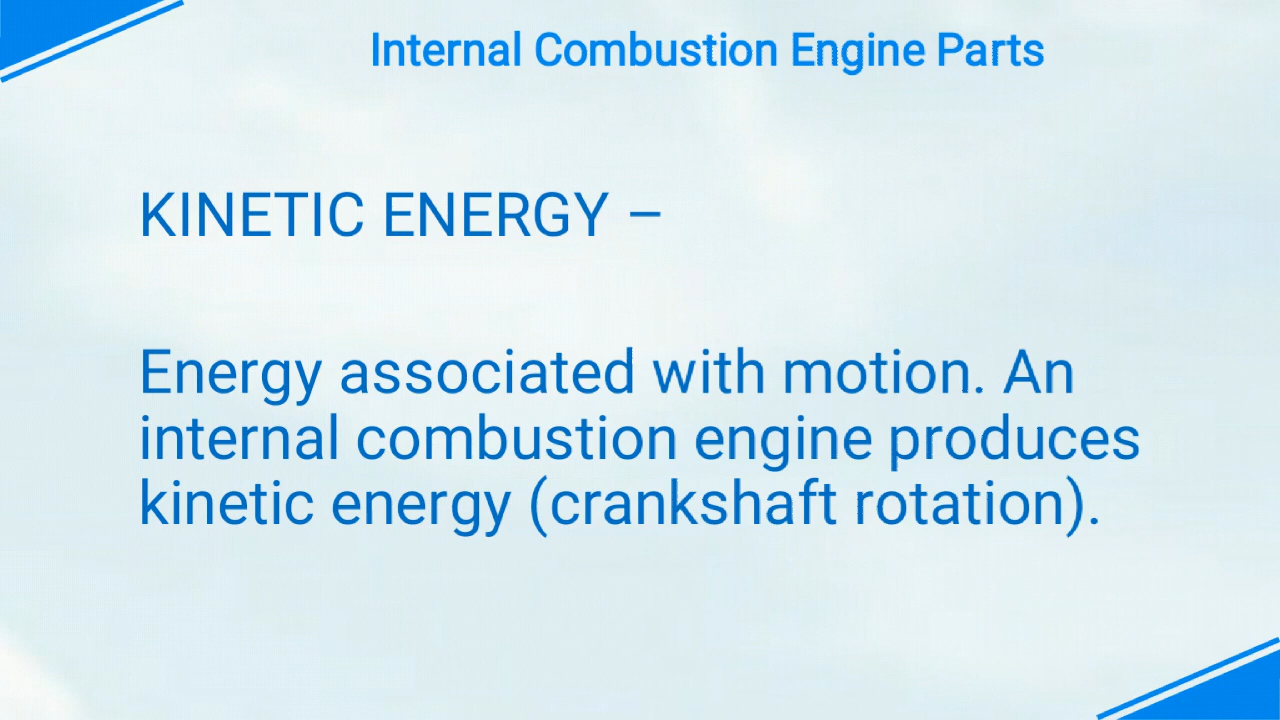 Internal Combustion Engine Parts
KINETIC ENERGY –
Energy associated with motion. An
internal combustion engine produces
kinetic energy (crankshaft rotation).